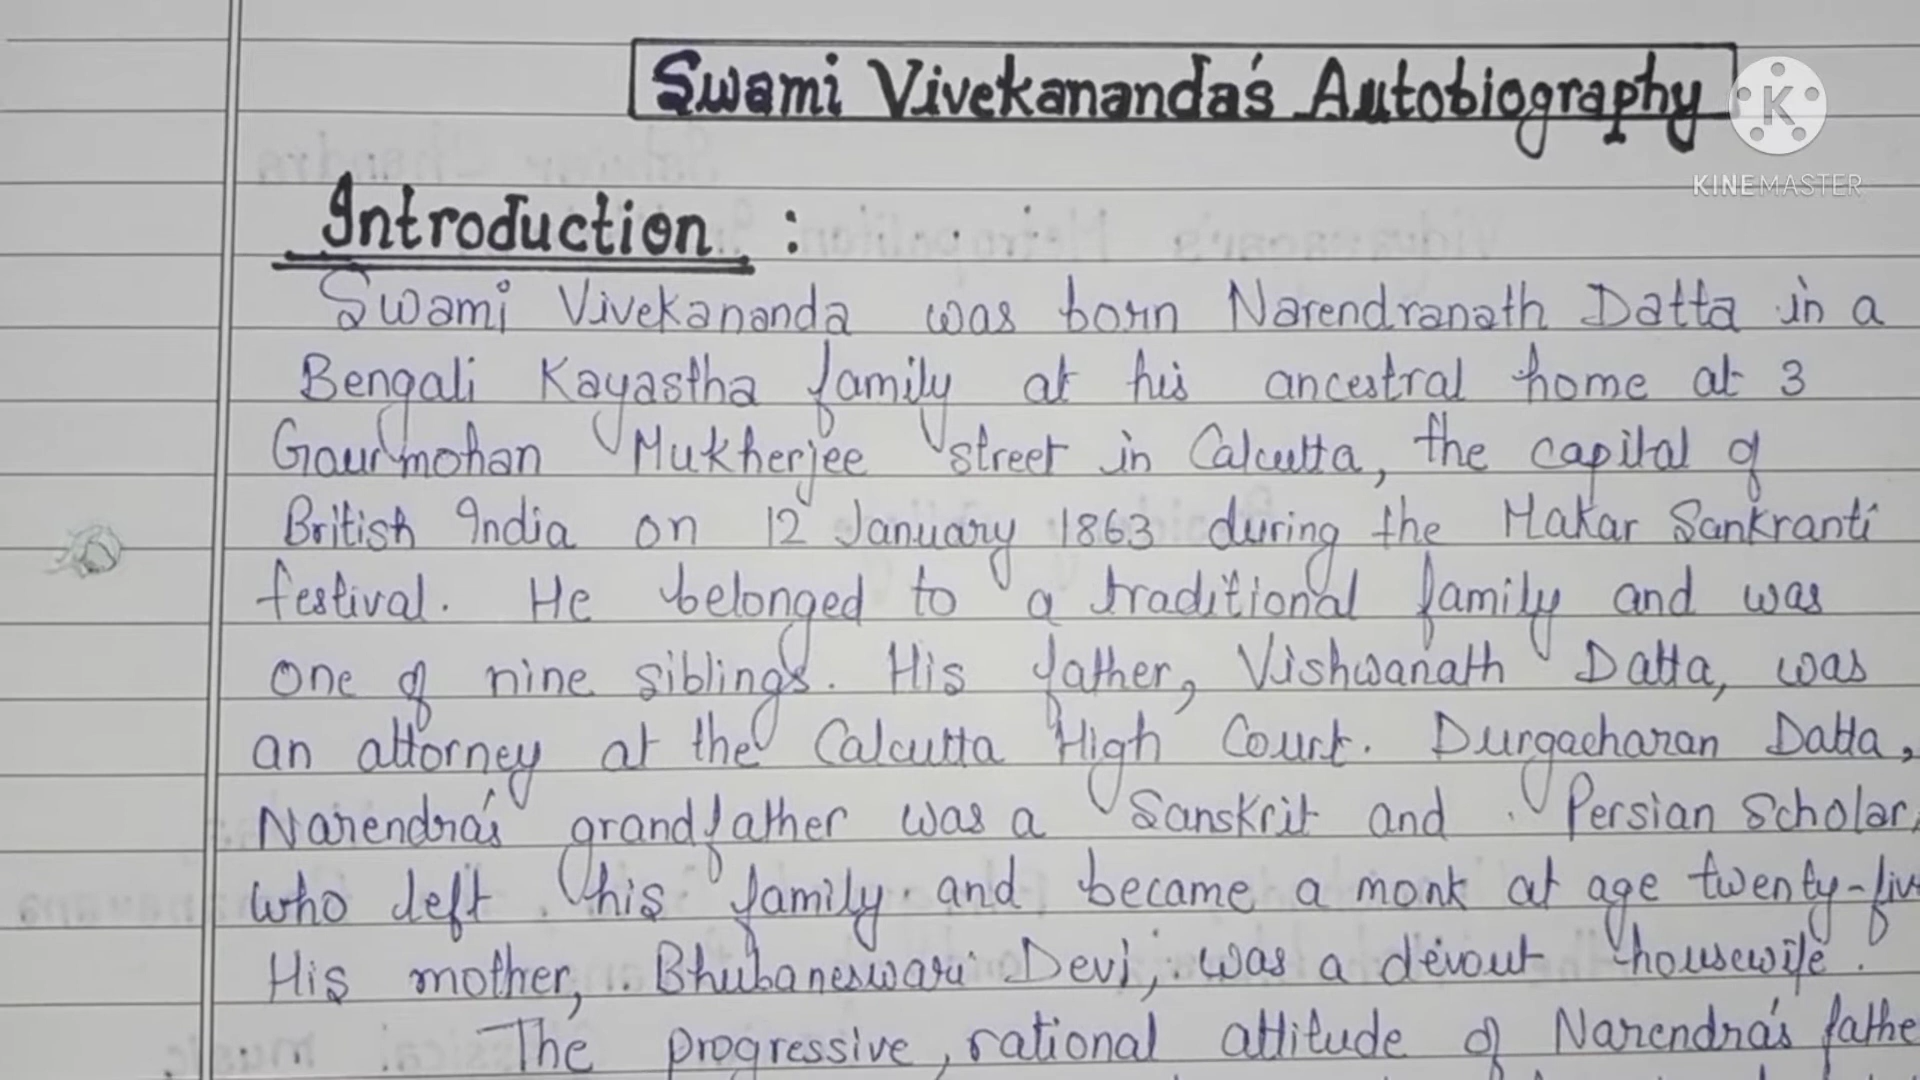 Swami Vivekananda's Autobiography
K
KINEMASTER
Introduction :
Swami Vivekananda was born Narendranath Datta in a
Bengali Kayastha family at his ancestral home at 3
Gourmohan Mukherjee street in Calcutta, the capital of
British India on 12 January 1863 during the Makar Sankranti
festival. He belonged to a traditional family and was
one of nine siblings. His father, Vishwanath Datta, was
an attorney at the Calcutta High Court. Durgacharan Datta,
Narendra's grandfather was a Sanskrit and Persian Scholar,
who left his family and became a monk at age twenty-five
His mother, Bhubaneswari Devi, was a devout housewife.
The progressive, rational attitude of Narendra's fathe